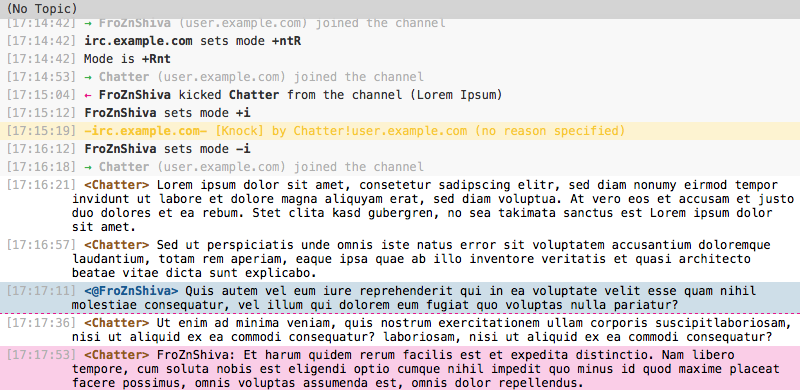 (No Topic)
[17:14:42] → FroZnShiva (user.example.com) joined the channel
[17:14:42] irc.example.com sets mode +ntR
[17:14:42] Mode is +Rnt
[17:14:53] → Chatter (user.example.com) joined the channel
[17:15:04] ← FroZnShiva kicked Chatter from the channel (Lorem Ipsum)
[17:15:12] FroZnShiva sets mode +i
[17:15:19] −irc.example.com− [Knock] by Chatter!user.example.com (no reason specified)
[17:16:12] FroZnShiva sets mode −i
[17:16:18] → Chatter (user.example.com) joined the channel
[17:16:21] <Chatter> Lorem ipsum dolor sit amet, consetetur sadipscing elitr, sed diam nonumy eirmod tempor
invidunt ut labore et dolore magna aliquyam erat, sed diam voluptua. At vero eos et accusam et justo
duo dolores et ea rebum. Stet clita kasd gubergren, no sea takimata sanctus est Lorem ipsum dolor
sit amet.
[17:16:57] <Chatter> Sed ut perspiciatis unde omnis iste natus error sit voluptatem accusantium doloremque
laudantium, totam rem aperiam, eaque ipsa quae ab illo inventore veritatis et quasi architecto
beatae vitae dicta sunt explicabo.
[17:17:11] <@FroZnShiva> Quis autem vel eum iure reprehenderit qui in ea voluptate velit esse quam nihil
molestiae consequatur, vel illum qui dolorem eum fugiat quo voluptas nulla pariatur?
[17:17:36] <Chatter> Ut enim ad minima veniam, quis nostrum exercitationem ullam corporis suscipitlaboriosam,
nisi ut aliquid ex ea commodi consequatur? laboriosam, nisi ut aliquid ex ea commodi consequatur?
[17:17:53] <Chatter> FroZnShiva: Et harum quidem rerum facilis est et expedita distinctio. Nam libero
tempore, cum soluta nobis est eligendi optio cumque nihil impedit quo minus id quod maxime placeat
facere possimus, omnis voluptas assumenda est, omnis dolor repellendus.